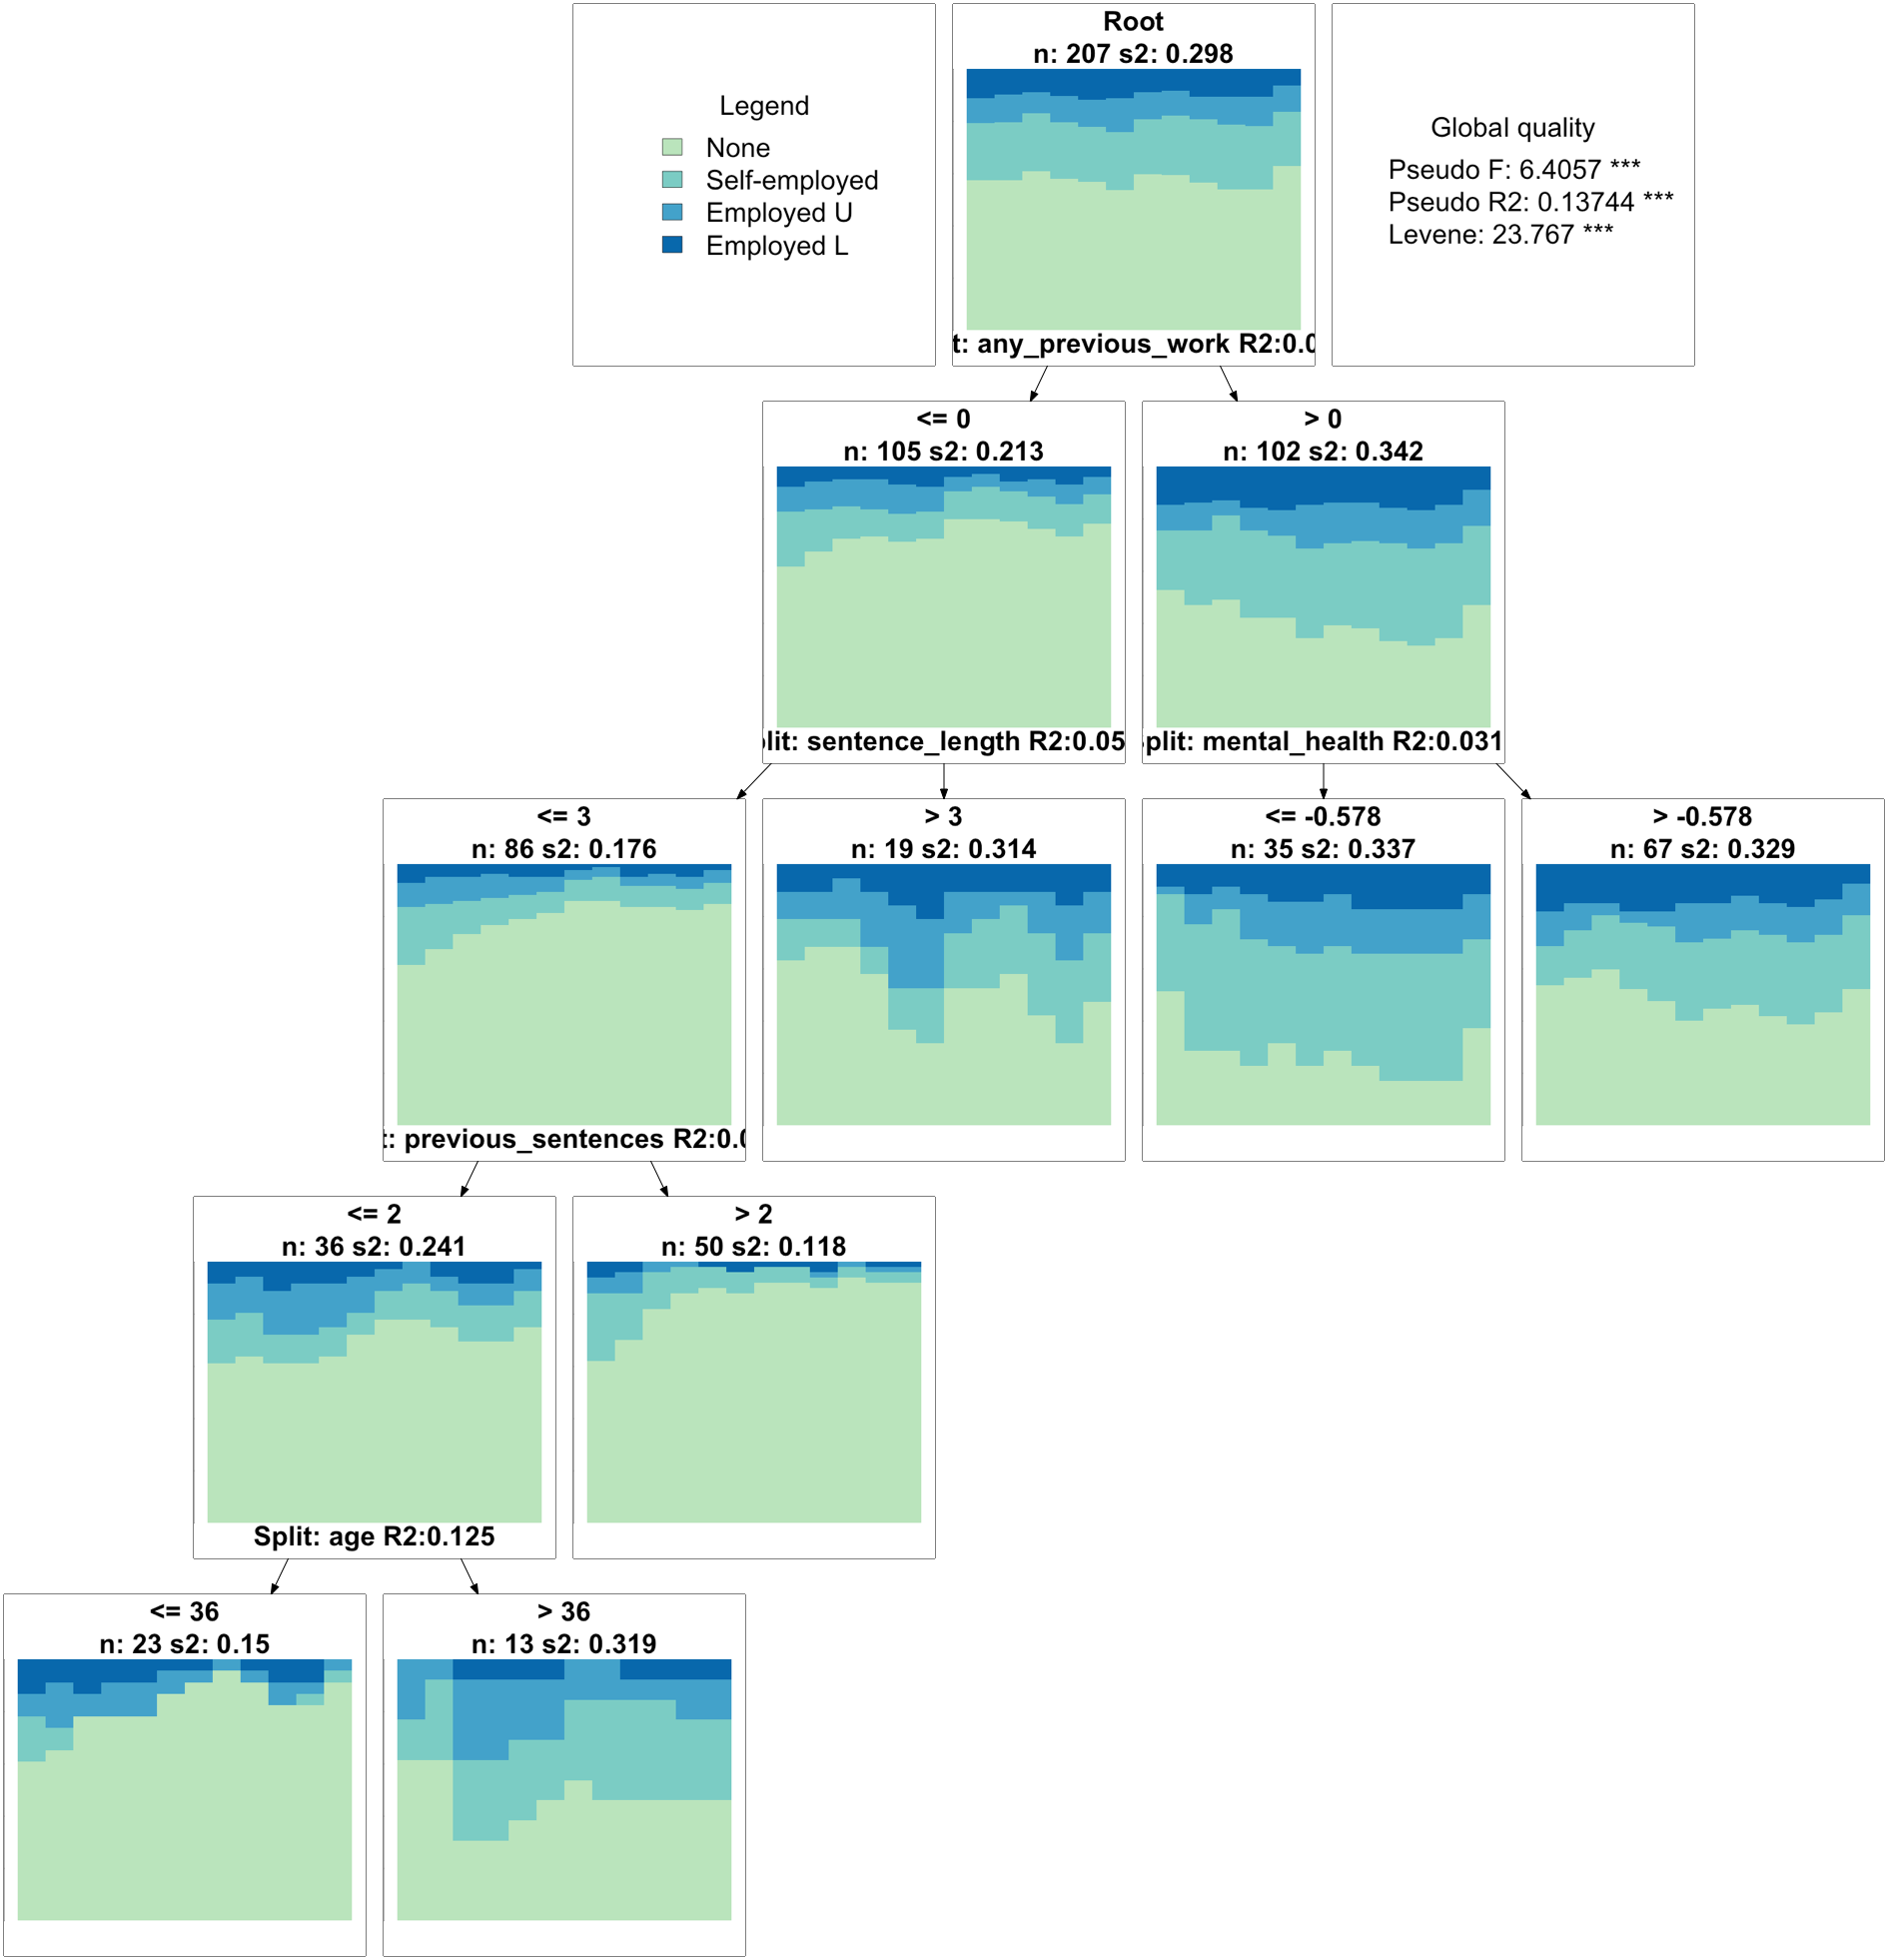 Legend
None
Self-employed
Employed U
Employed L
Root
n: 207 s2: 0.298
t: any_previous_work R2:0.0
Global quality
Pseudo F: 6.4057 ***
Pseudo R2: 0.13744 ***
Levene: 23.767 ***
<= 0
n: 105 s2: 0.213
lit: sentence_length R2:0.05
> 0
n: 102 s2: 0.342
plit: mental_health R2:0.031
<= 3
n: 86 s2: 0.176
t: previous_sentences R2:0.0
> 3
n: 19 s2: 0.314
<= -0.578
n: 35 s2: 0.337
> -0.578
n: 67 s2: 0.329
<= 2
n: 36 s2: 0.241
Split: age R2:0.125
> 2
n: 50 s2: 0.118
<= 36
n: 23 s2: 0.15
> 36
n: 13 s2: 0.319